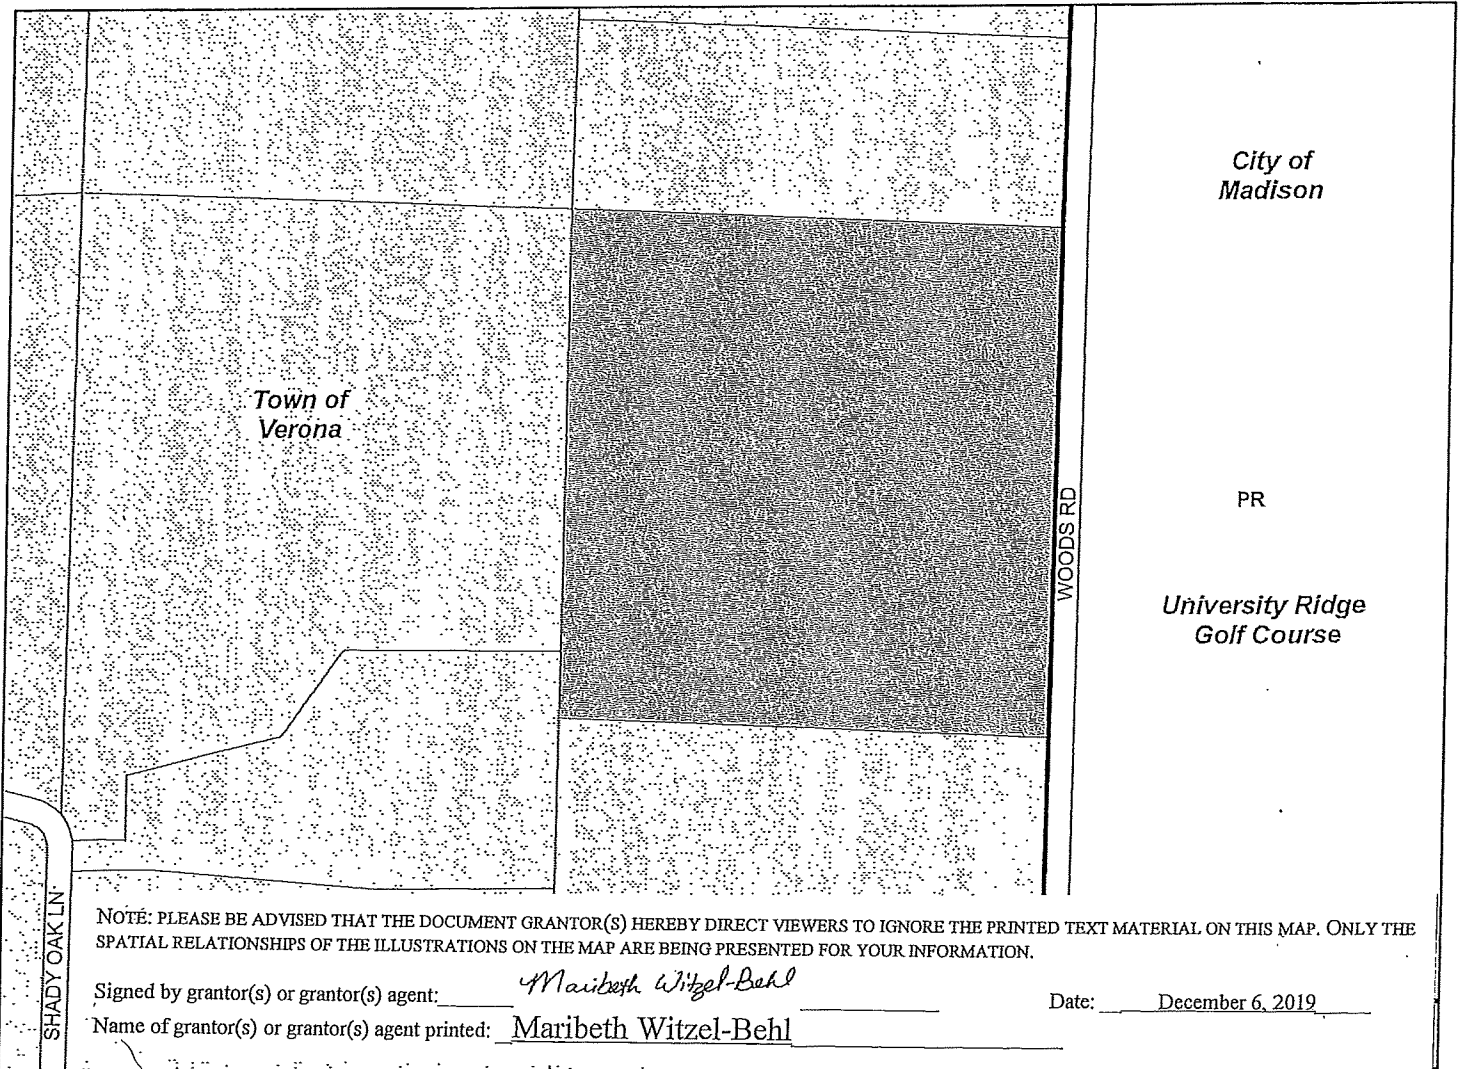 City of
Madison
Town of
Verona
WOODS RD
PR
University Ridge
Golf Course
SHADY OAK LN
NOTE: PLEASE BE ADVISED THAT THE DOCUMENT GRANTOR(S) HEREBY DIRECT VIEWERS TO IGNORE THE PRINTED TEXT MATERIAL ON THIS MAP. ONLY THE
SPATIAL RELATIONSHIPS OF THE ILLUSTRATIONS ON THE MAP ARE BEING PRESENTED FOR YOUR INFORMATION.
Signed by grantor(s) or grantor(s) agent: Maribeth Witzel-Behl Date: December 6, 2019
Name of grantor(s) or grantor(s) agent printed: Maribeth Witzel-Behl